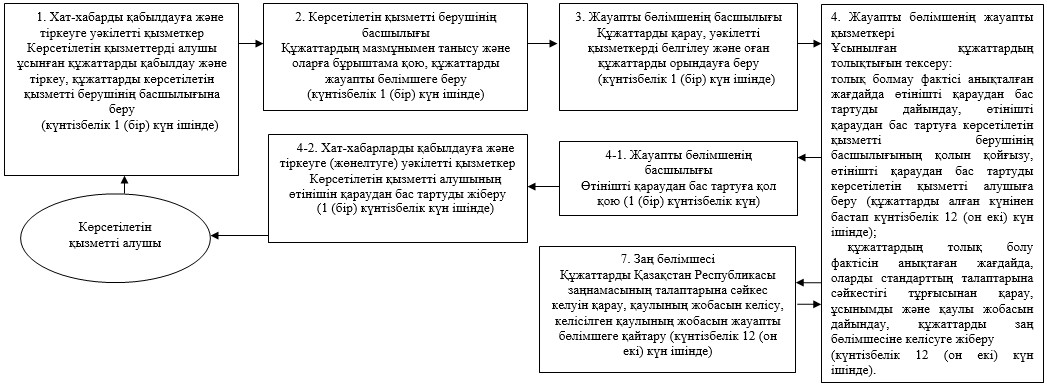 1. Хат-хабарды қабылдауға және
тіркеуге уәкілетті қызметкер
Көрсетілетін қызметтерді алушы
ұсынған құжаттарды қабылдау және
тіркеу, құжаттарды көрсетілетін
қызметті берушінің басшылығына
беру
(күнтізбелік 1 (бір) күн ішінде)
2. Көрсетілетін қызметті берушінің
басшылығы
Құжаттардың мазмұнымен танысу және
оларға бұрыштама қою, құжаттарды
жауапты бөлімшеге беру
(күнтізбелік 1 (бір) күн ішінде)
3. Жауапты бөлімшенің басшылығы
Құжаттарды қарау, уәкілетті
қызметкерді белгілеу және оған
құжаттарды орындауға беру
(күнтізбелік 1 (бір) күн ішінде)
4. Жауапты бөлімшенің жауапты
қызметкері
Ұсынылған құжаттардың
толықтығын тексеру:
толық болмау фактісі анықталған
жағдайда өтінішті қараудан бас
тартуды дайындау, өтінішті
қараудан бас тартуға көрсетілетін
қызметті берушінің
басшылығының қолын қойғызу,
өтінішті қараудан бас тартуды
көрсетілетін қызметті алушыға
беру (құжаттарды алған күнінен
бастап күнтізбелік 12 (он екі) күн
ішінде);
құжаттардың толық болу
фактісін анықтаған жағдайда,
оларды стандарттың талаптарына
сәйкестігі тұрғысынан қарау,
ұсынымды және қаулы жобасын
дайындау, құжаттарды заң
бөлімшесіне келісуге жіберу
(күнтізбелік 12 (он екі) күн
ішінде).
4-1. Жауапты бөлімшенің
басшылығы
Өтінішті қараудан бас тартуға қол
қою (1 (бір) күнтізбелік күн)
4-2. Хат-хабарларды қабылдауға және
тіркеуге (жөнелтуге) уәкілетті қызметкер
Көрсетілетін қызметті алушының
өтінішін қараудан бас тартуды жіберу
(1 (бір) күнтізбелік күн ішінде)
Көрсетілетін
қызметті алушы
7. Заң бөлімшесі
Құжаттарды Қазақстан Республикасы
заңнамасының талаптарына сәйкес
келуін қарау, қаулының жобасын келісу,
келісілген қаулының жобасын жауапты
бөлімшеге қайтару (күнтізбелік 12 (он
екі) күн ішінде)